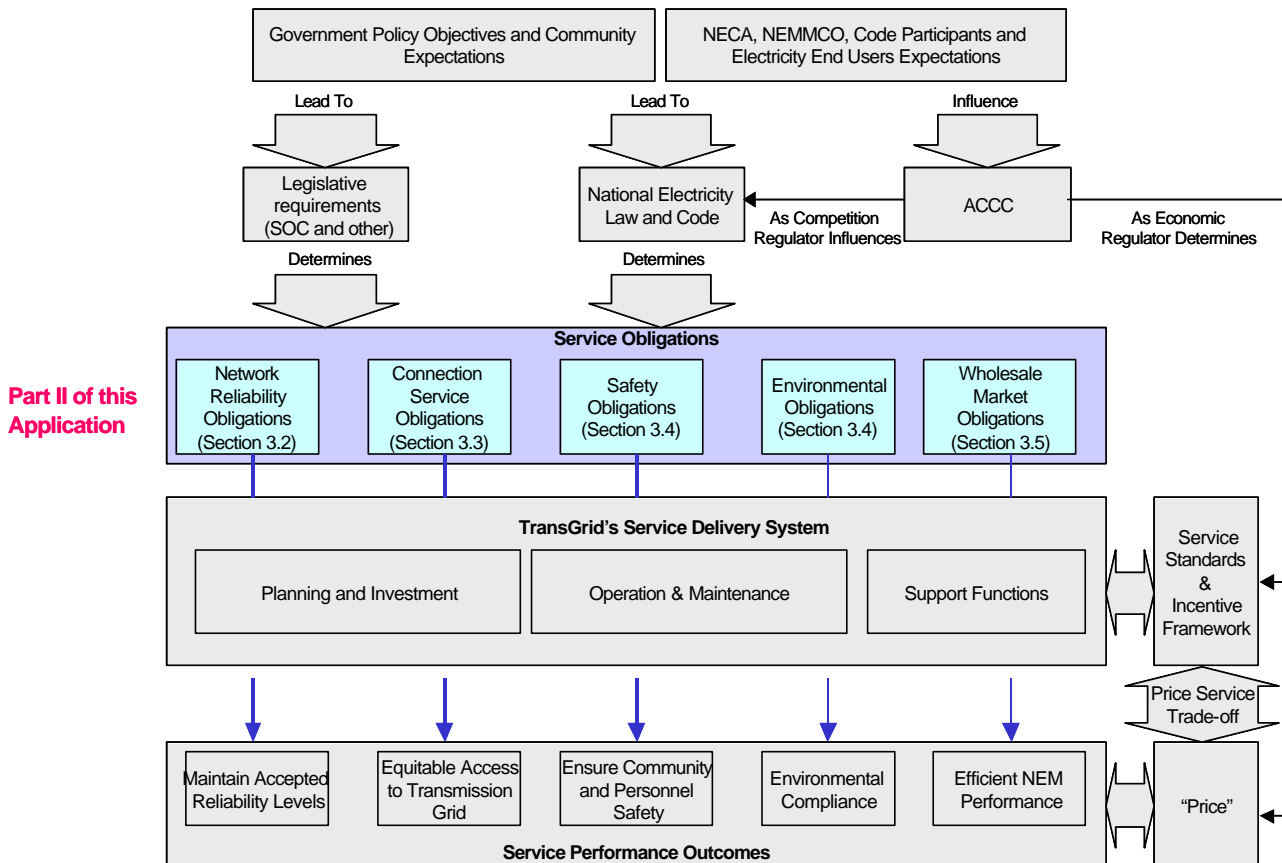 Government Policy Objectives and Community
Expectations
NECA, NEMMCO, Code Participants and
Electricity End Users Expectations
Lead To
Lead To
Influence
Legislative
requirements
(SOC and other)
National Electricity
Law and Code
ACCC
As Competition
Regulator Influences
As Economic
Regulator Determines
Determines
Determines
Service Obligations
Part II of this
Application
Network
Reliability
Obligations
(Section 3.2)
Connection
Service
Obligations
(Section 3.3)
Safety
Obligations
(Section 3.4)
Environmental
Obligations
(Section 3.4)
Wholesale
Market
Obligations
(Section 3.5)
TransGrid's Service Delivery System
Planning and Investment
Operation & Maintenance
Support Functions
Service
Standards
&
Incentive
Framework
Price Service
Trade-off
Maintain Accepted
Reliability Levels
Equitable Access
to Transmission
Grid
Ensure Community
and Personnel
Safety
Environmental
Compliance
Efficient NEM
Performance
"Price"
Service Performance Outcomes